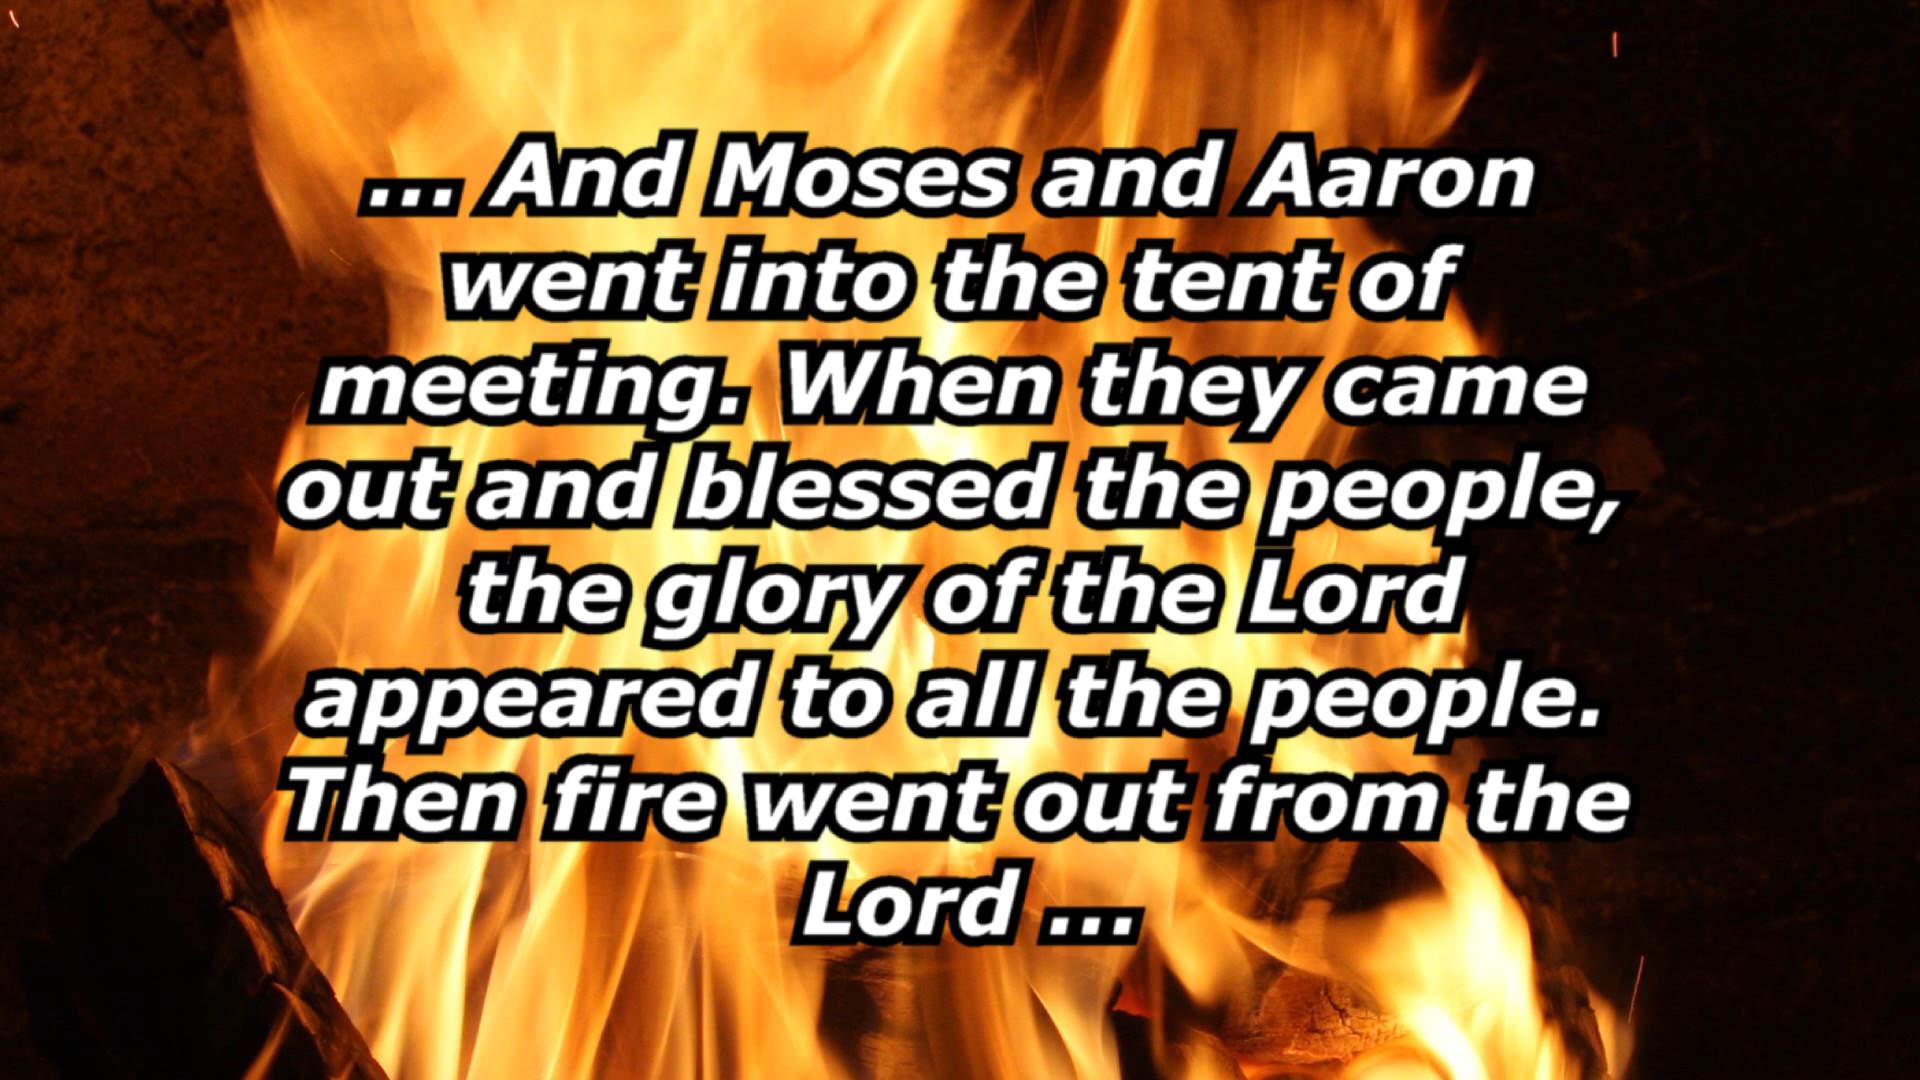 ... And Moses and Aaron
went into the tent of
meeting. When they came
out and blessed the people,
the glory of the Lord
appeared to all the people.
Then fire went out from the
Lord ...